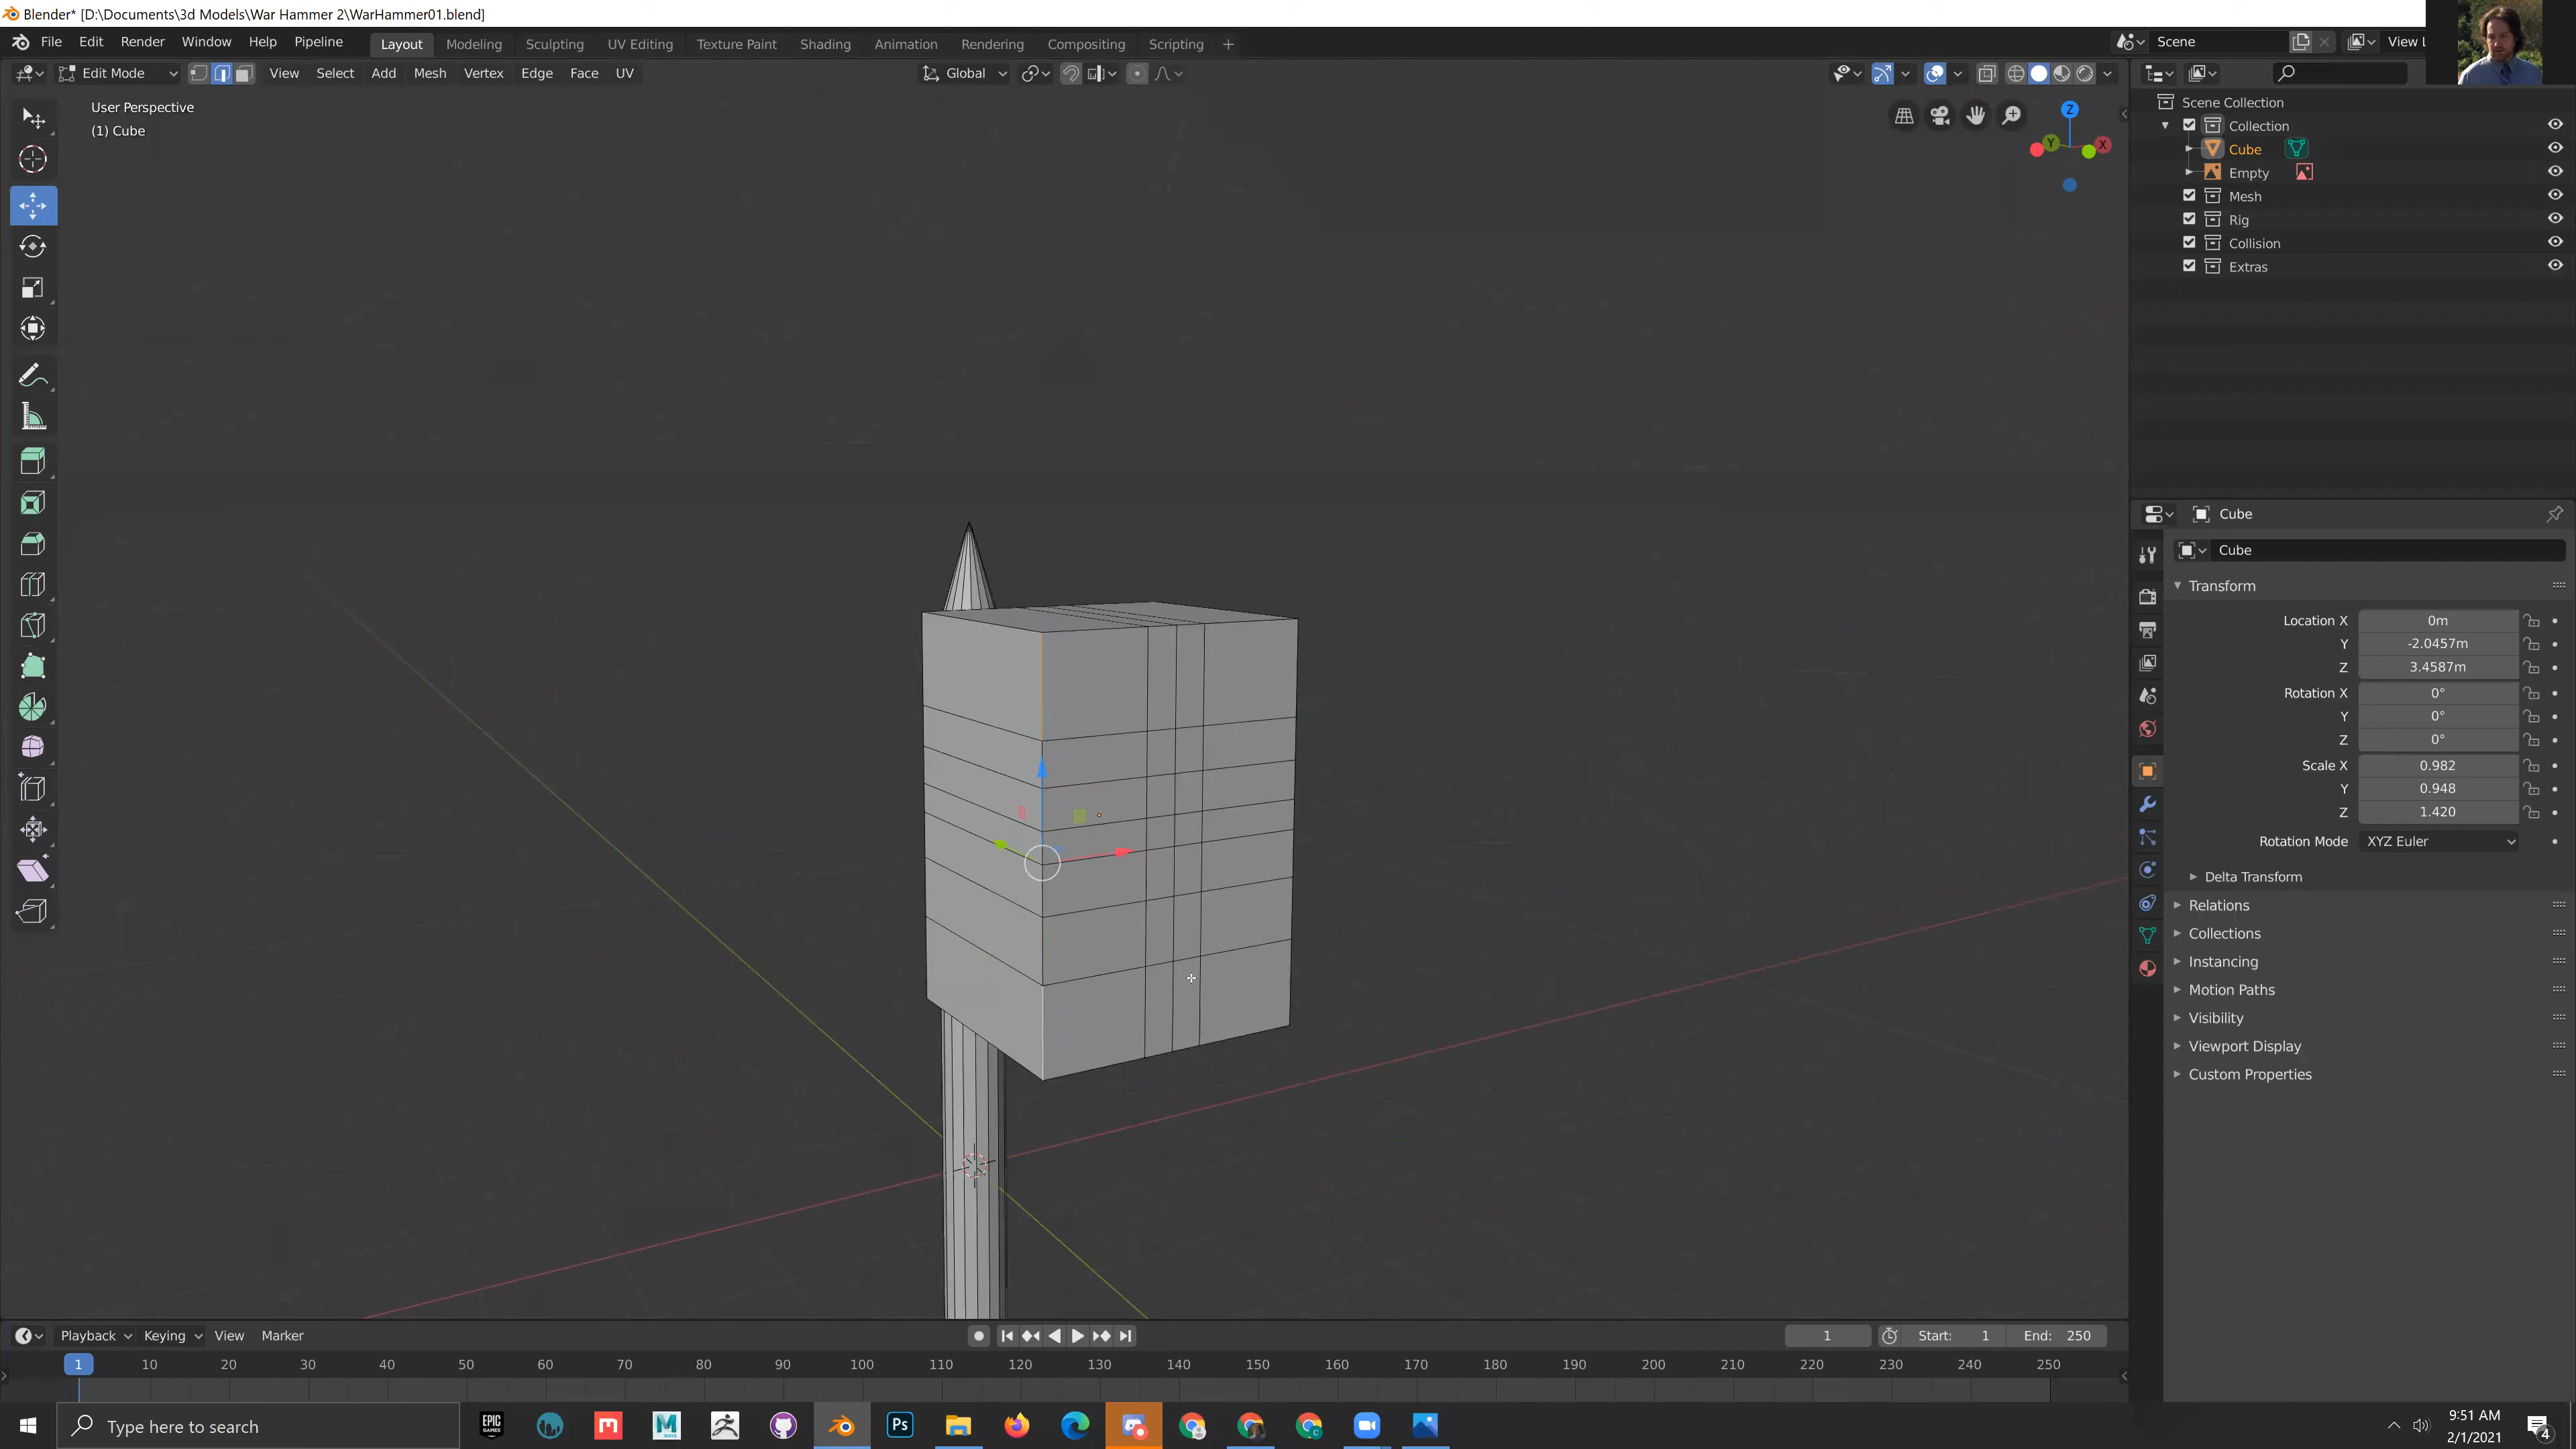 Blender* [D:\Documents\3d Models\War Hammer 2\WarHammer01.blend]
File Edit Render Window Help Pipeline Layout Modeling Sculpting UV Editing Texture Paint Shading Animation Rendering Compositing Scripting + Scene View L
Edit Mode View Select Add Mesh Vertex Edge Face UV Global
User Perspective
(1) Cube
Z
Y
X
Scene Collection
Collection
Cube
Empty
Mesh
Rig
Collision
Extras
Cube
Cube
Transform
Location X 0m
Y -2.0457m
Z 3.4587m
Rotation X 0°
Y 0°
Z 0°
Scale X 0.982
Y 0.948
Z 1.420
Rotation Mode XYZ Euler
Delta Transform
Relations
Collections
Instancing
Motion Paths
Visibility
Viewport Display
Custom Properties
Playback Keying View Marker 1 Start: 1 End: 250
1 10 20 30 40 50 60 70 80 90 100 110 120 130 140 150 160 170 180 190 200 210 220 230 240 250
Type here to search
EPIC GAMES
M
Ps
9:51 AM
2/1/2021
4